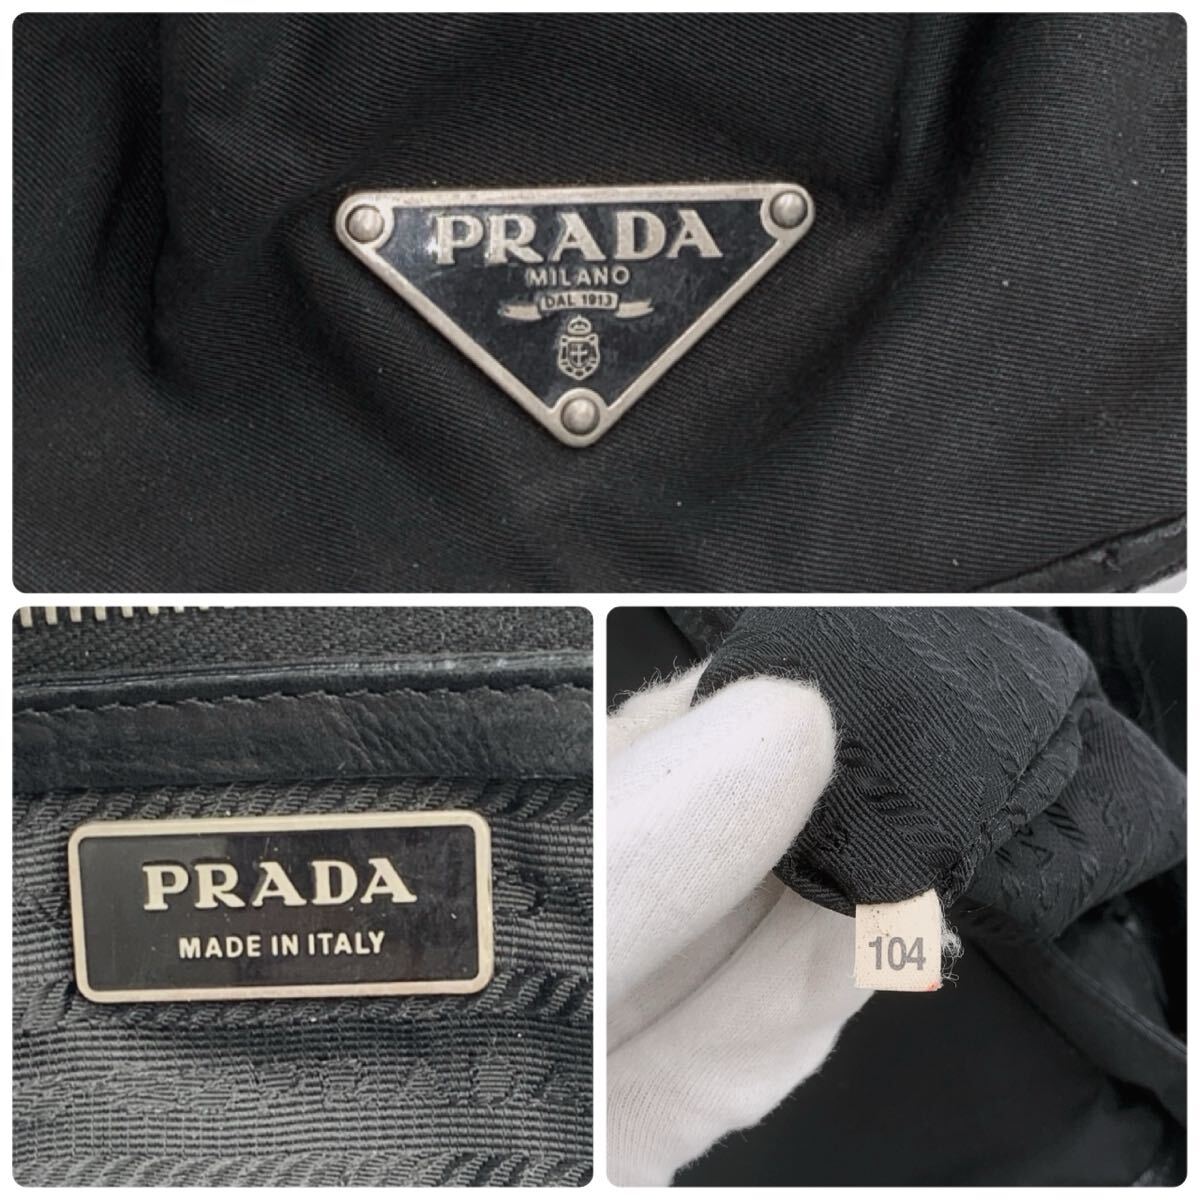 PRADA
MILANO
DAL 1913
PRADA
MADE IN ITALY
104